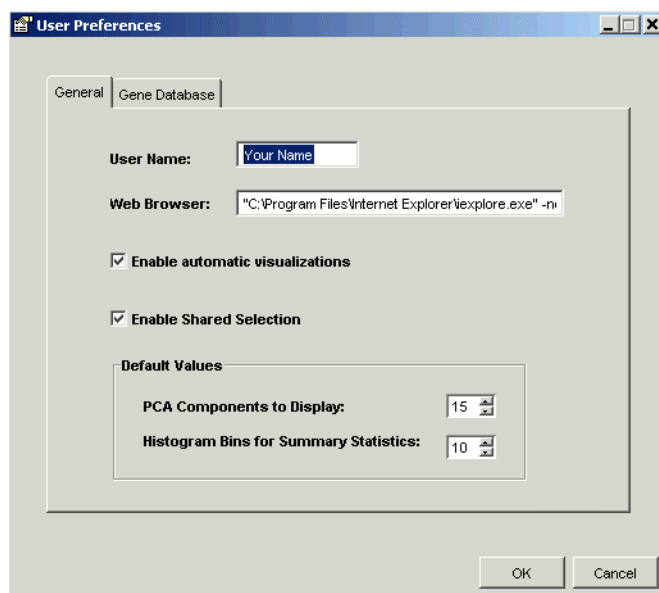 User Preferences
General
Gene Database
User Name:
Your Name
Web Browser:
"C:\Program Files\Internet Explorer\iexplore.exe"
Enable automatic visualizations
Enable Shared Selection
Default Values
PCA Components to Display:
15
Histogram Bins for Summary Statistics:
10
OK
Cancel